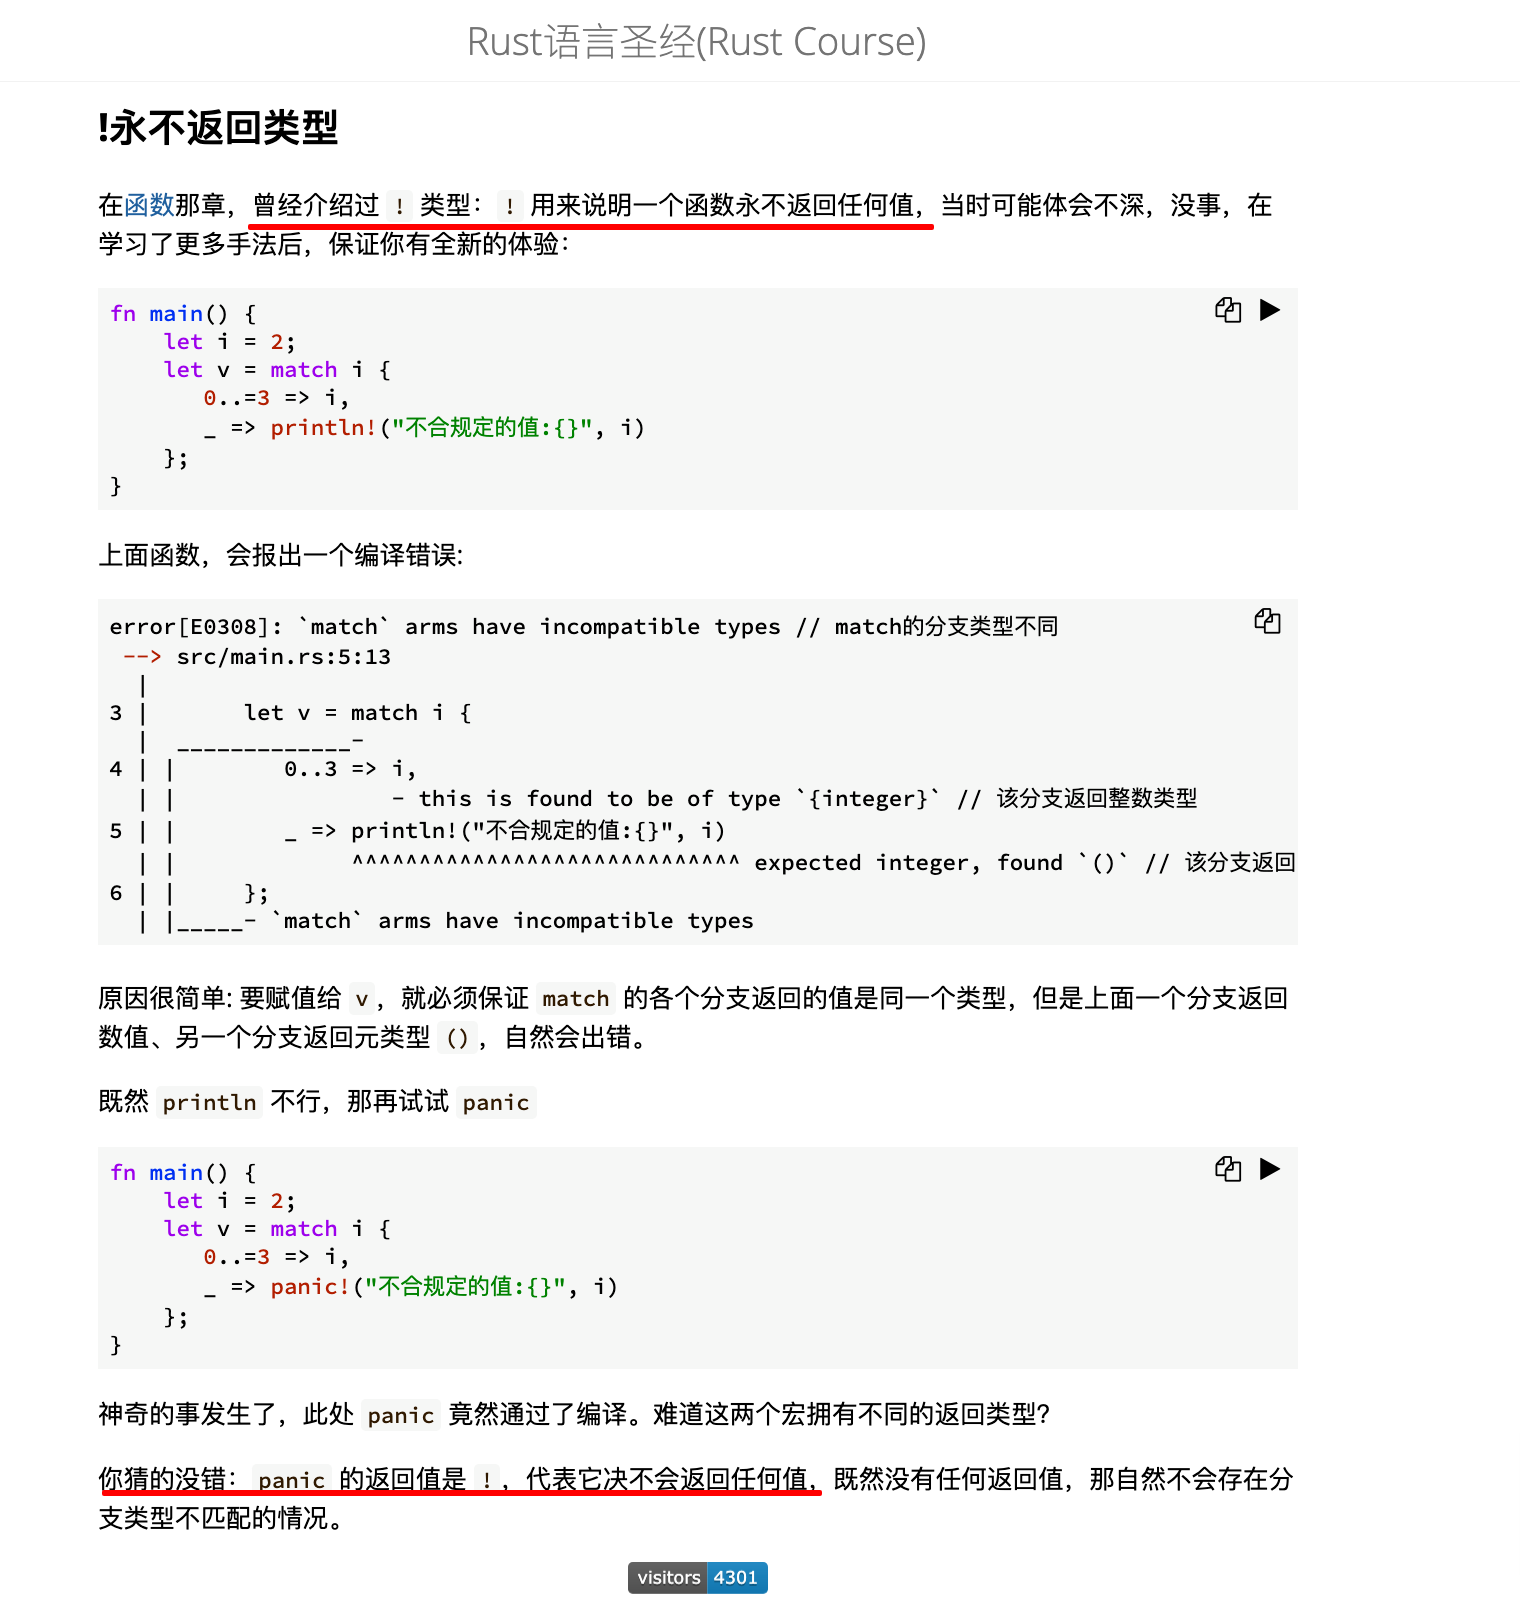 Rust语言圣经(Rust Course)
!永不返回类型
在函数那章，曾经介绍过 ! 类型： ! 用来说明一个函数永不返回任何值，当时可能体会不深，没事，在
学习了更多手法后，保证你有全新的体验：
fn main() {
    let i = 2;
    let v = match i {
       0..=3 => i,
       _ => println!("不合规定的值:{}", i)
    };
}
上面函数，会报出一个编译错误:
error[E0308]: `match` arms have incompatible types // match的分支类型不同
 --> src/main.rs:5:13
  |
3 |       let v = match i {
  |  _____________-
4 | |        0..3 => i,
  | |                - this is found to be of type `{integer}` // 该分支返回整数类型
5 | |        _ => println!("不合规定的值:{}", i)
  | |             ^^^^^^^^^^^^^^^^^^^^^^^^^^^^^ expected integer, found `()` // 该分支返回
6 | |     };
  | |_____- `match` arms have incompatible types
原因很简单: 要赋值给 v，就必须保证 match 的各个分支返回的值是同一个类型，但是上面一个分支返回
数值、另一个分支返回元类型 ()，自然会出错。
既然 println 不行，那再试试 panic
fn main() {
    let i = 2;
    let v = match i {
       0..=3 => i,
       _ => panic!("不合规定的值:{}", i)
    };
}
神奇的事发生了，此处 panic 竟然通过了编译。难道这两个宏拥有不同的返回类型？
你猜的没错：panic 的返回值是 !，代表它决不会返回任何值，既然没有任何返回值，那自然不会存在分
支类型不匹配的情况。
visitors 4301